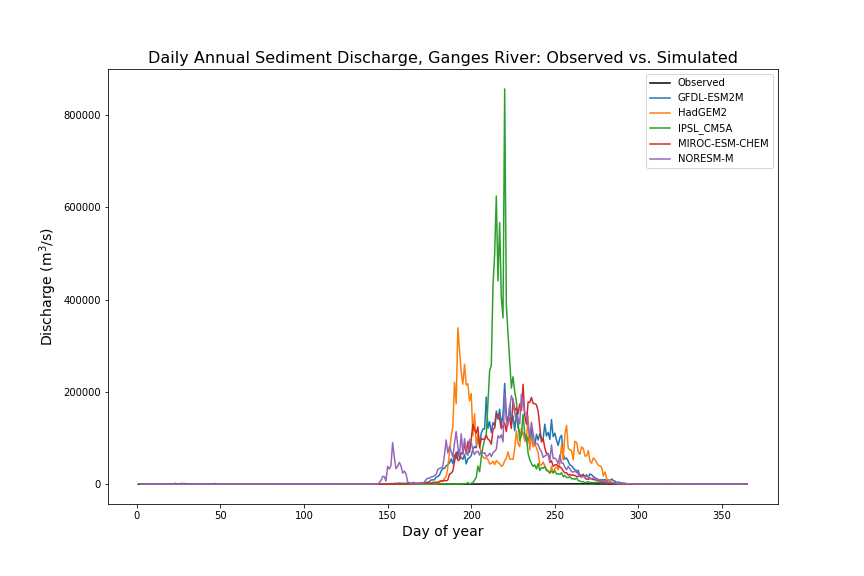 Daily Annual Sediment Discharge, Ganges River: Observed vs. Simulated
Observed
GFDL-ESM2M
HadGEM2
IPSL_CM5A
MIROC-ESM-CHEM
NORESM-M
800000
600000
400000
200000
0
Discharge (m³/s)
0 50 100 150 200 250 300 350
Day of year